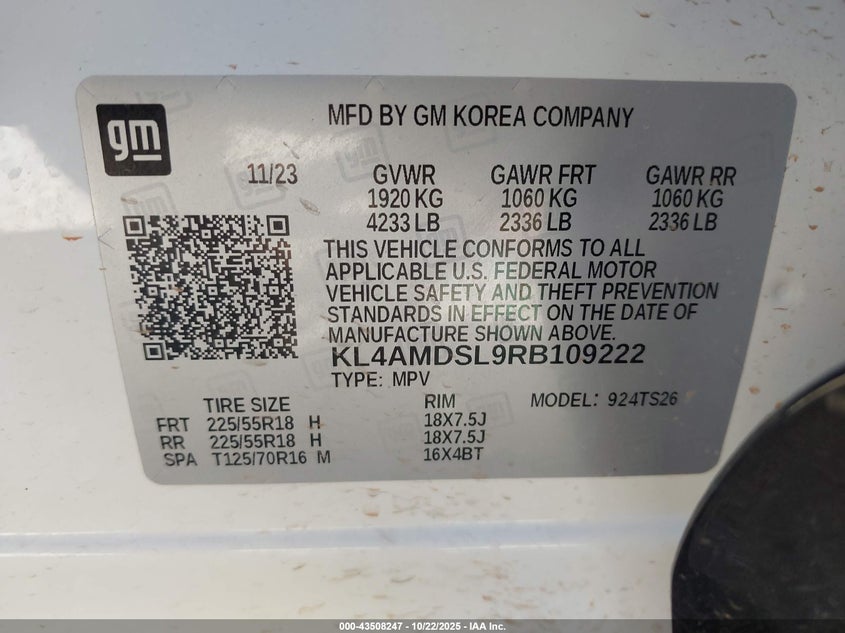 gm
MFD BY GM KOREA COMPANY
11/23 GVWR GAWR FRT GAWR RR
1920 KG 1060 KG 1060 KG
4233 LB 2336 LB 2336 LB
THIS VEHICLE CONFORMS TO ALL
APPLICABLE U.S. FEDERAL MOTOR
VEHICLE SAFETY AND THEFT PREVENTION
STANDARDS IN EFFECT ON THE DATE OF
MANUFACTURE SHOWN ABOVE.
KL4AMDSL9RB109222
TYPE: MPV
TIRE SIZE RIM MODEL: 924TS26
FRT 225/55R18 H 18X7.5J
RR 225/55R18 H 18X7.5J
SPA T125/70R16 M 16X4BT
000-43508247 - 10/22/2025 - IAA Inc.